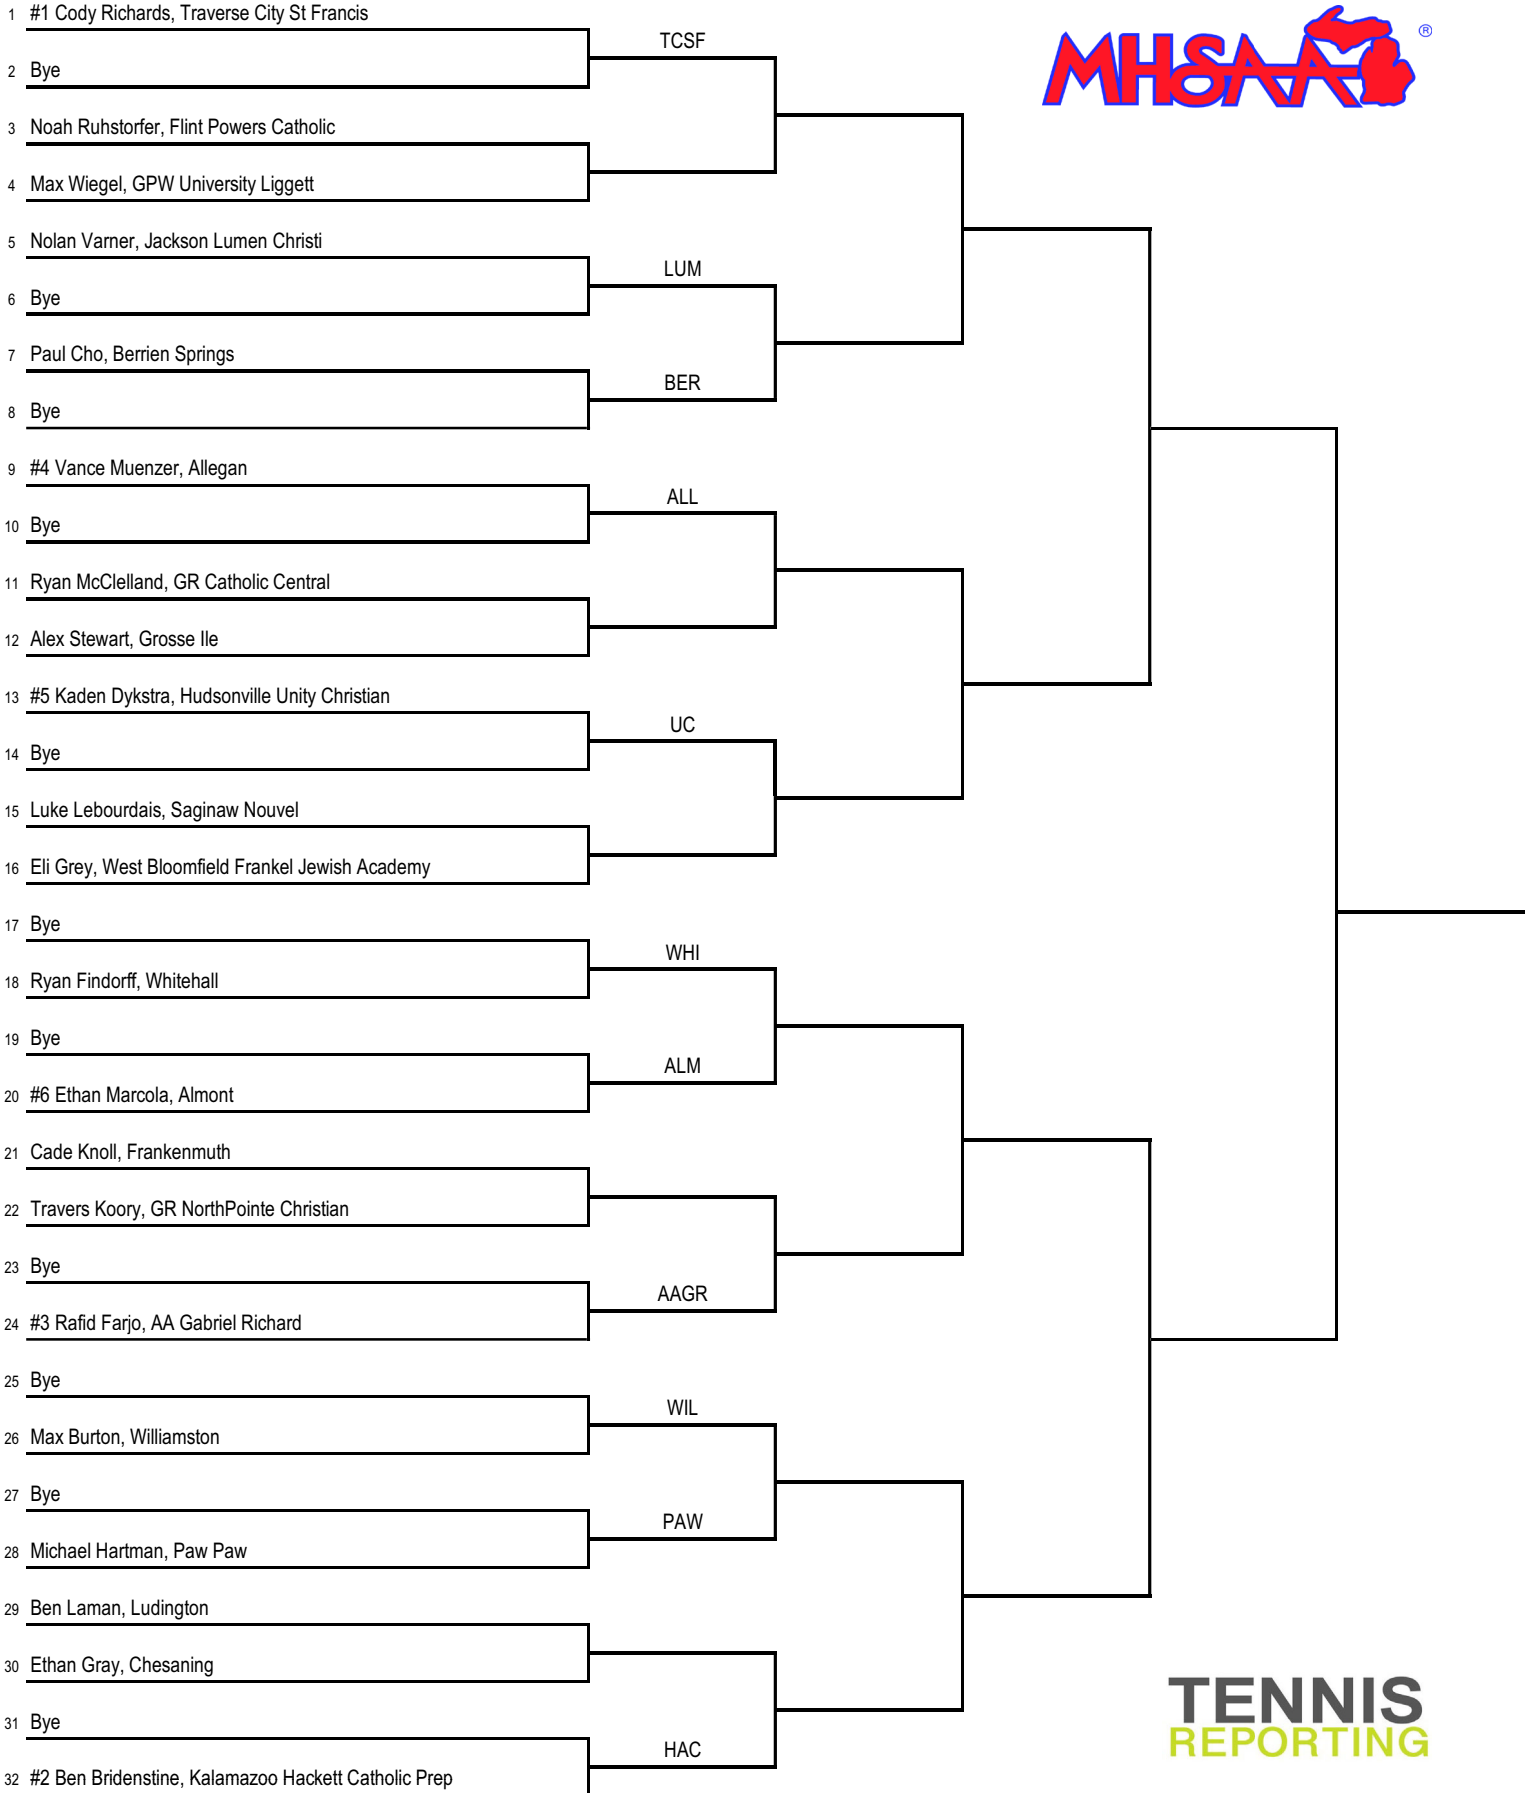 1 #1 Cody Richards, Traverse City St Francis
TCSF
MHSAA ®
2 Bye
3 Noah Ruhstorfer, Flint Powers Catholic
4 Max Wiegel, GPW University Liggett
5 Nolan Varner, Jackson Lumen Christi
LUM
6 Bye
7 Paul Cho, Berrien Springs
BER
8 Bye
9 #4 Vance Muenzer, Allegan
ALL
10 Bye
11 Ryan McClelland, GR Catholic Central
12 Alex Stewart, Grosse Ile
13 #5 Kaden Dykstra, Hudsonville Unity Christian
UC
14 Bye
15 Luke Lebourdais, Saginaw Nouvel
16 Eli Grey, West Bloomfield Frankel Jewish Academy
17 Bye
WHI
18 Ryan Findorff, Whitehall
19 Bye
ALM
20 #6 Ethan Marcola, Almont
21 Cade Knoll, Frankenmuth
22 Travers Koory, GR NorthPointe Christian
23 Bye
AAGR
24 #3 Rafid Farjo, AA Gabriel Richard
25 Bye
WIL
26 Max Burton, Williamston
27 Bye
PAW
28 Michael Hartman, Paw Paw
29 Ben Laman, Ludington
30 Ethan Gray, Chesaning
31 Bye
HAC
32 #2 Ben Bridenstine, Kalamazoo Hackett Catholic Prep
TENNIS
REPORTING